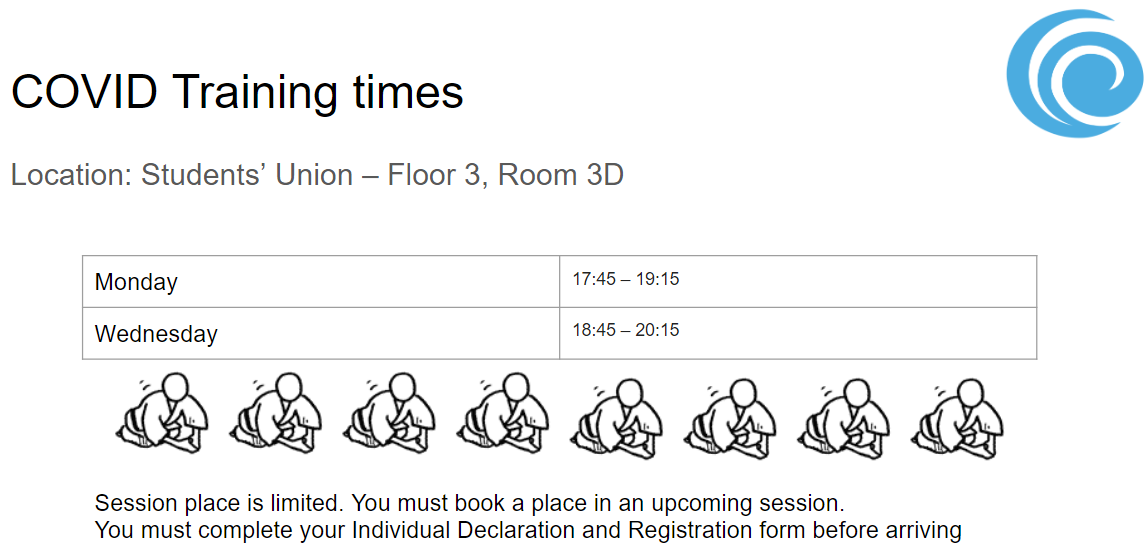 COVID Training times
Location: Students’ Union – Floor 3, Room 3D
Monday 17:45 – 19:15
Wednesday 18:45 – 20:15
Session place is limited. You must book a place in an upcoming session.
You must complete your Individual Declaration and Registration form before arriving